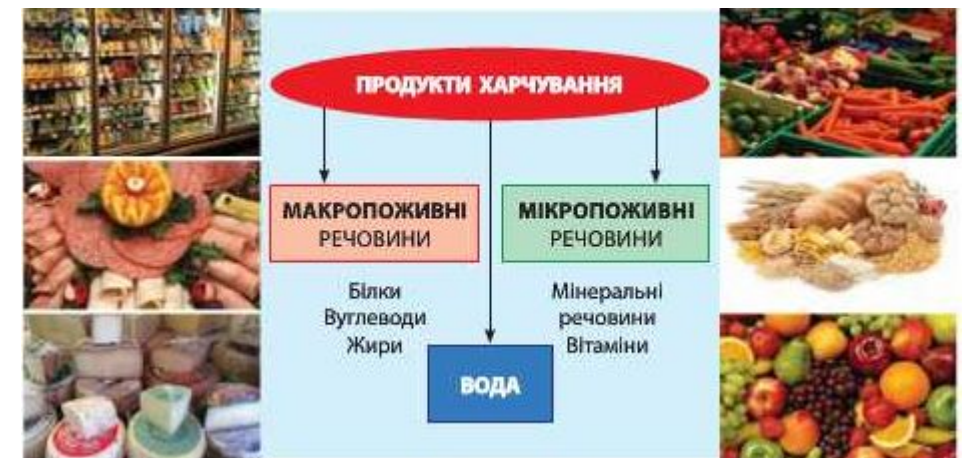 ПРОДУКТИ ХАРЧУВАННЯ
МАКРОПОЖИВНІ
РЕЧОВИНИ
Білки
Вуглеводи
Жири
МІКРОПОЖИВНІ
РЕЧОВИНИ
Мінеральні
речовини
Вітаміни
ВОДА